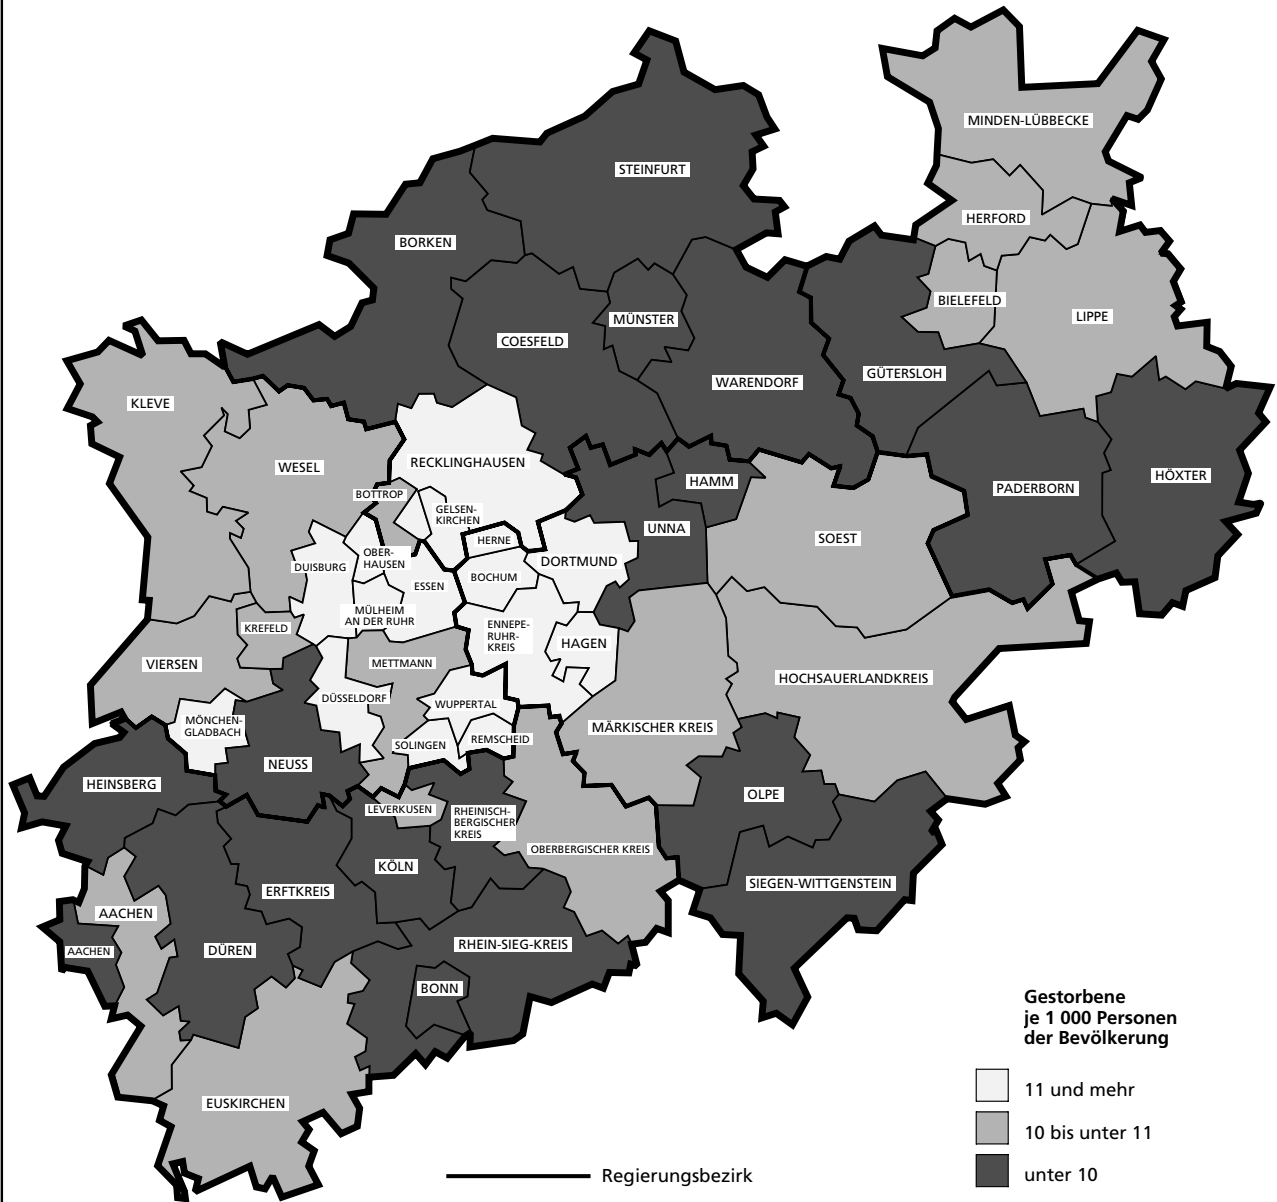 MINDEN-LÜBBECKE
STEINFURT
HERFORD
BORKEN
BIELEFELD
LIPPE
MÜNSTER
COESFELD
GÜTERSLOH
WARENDORF
KLEVE
RECKLINGHAUSEN
WESEL
HÖXTER
HAMM
PADERBORN
BOTTROP
GELSEN-
KIRCHEN
UNNA
SOEST
HERNE
OBER-
HAUSEN
DORTMUND
DUISBURG
BOCHUM
ESSEN
MÜLHEIM
AN DER RUHR
KREFELD
ENNEPE-
RUHR-
KREIS
HAGEN
VIERSEN
METTMANN
HOCHSAUERLANDKREIS
DÜSSELDORF
WUPPERTAL
MÖNCHEN-
GLADBACH
MÄRKISCHER KREIS
REMSCHEID
SOLINGEN
NEUSS
HEINSBERG
OLPE
LEVERKUSEN
RHEINISCH-
BERGISCHER
KREIS
OBERBERGISCHER KREIS
KÖLN
SIEGEN-WITTGENSTEIN
ERFTKREIS
AACHEN
RHEIN-SIEG-KREIS
AACHEN
DÜREN
BONN
EUSKIRCHEN
Gestorbene
je 1 000 Personen
der Bevölkerung
11 und mehr
10 bis unter 11
unter 10
Regierungsbezirk